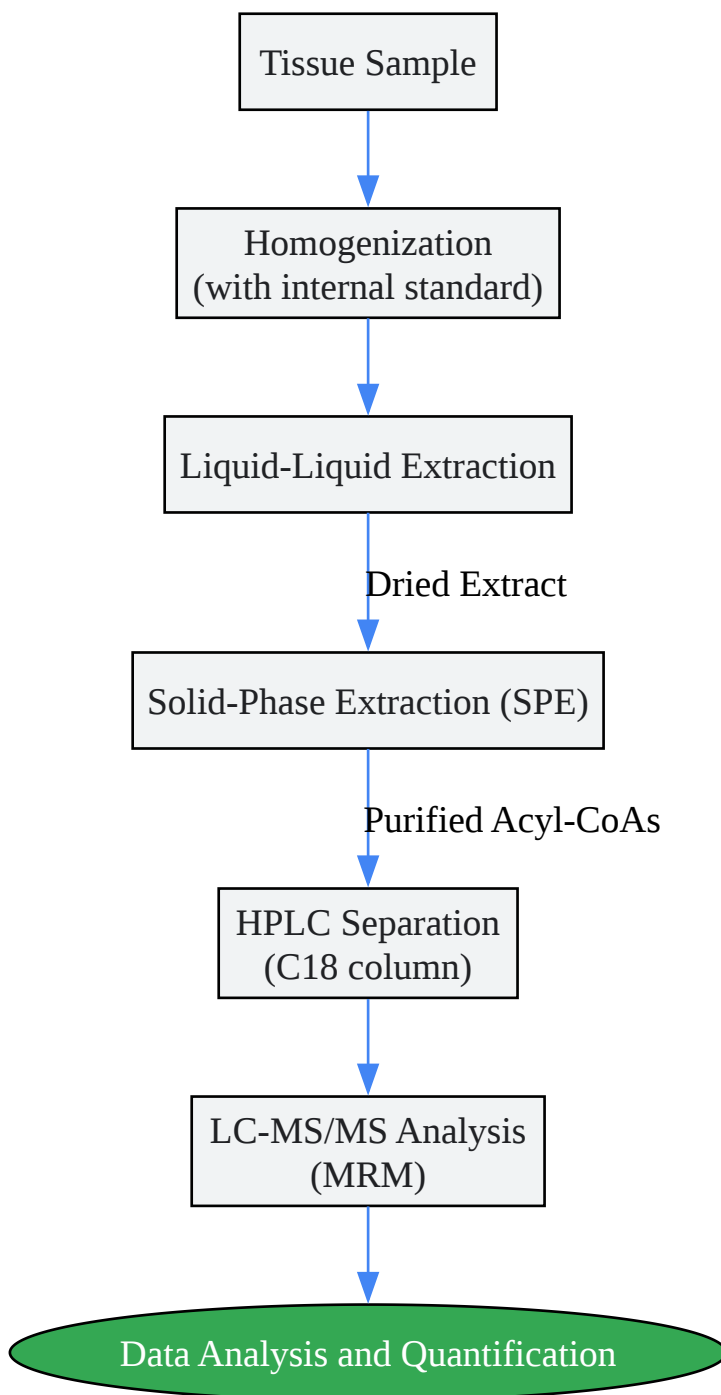 Tissue Sample
Homogenization
(with internal standard)
Liquid-Liquid Extraction
Dried Extract
Solid-Phase Extraction (SPE)
Purified Acyl-CoAs
HPLC Separation
(C18 column)
LC-MS/MS Analysis
(MRM)
Data Analysis and Quantification